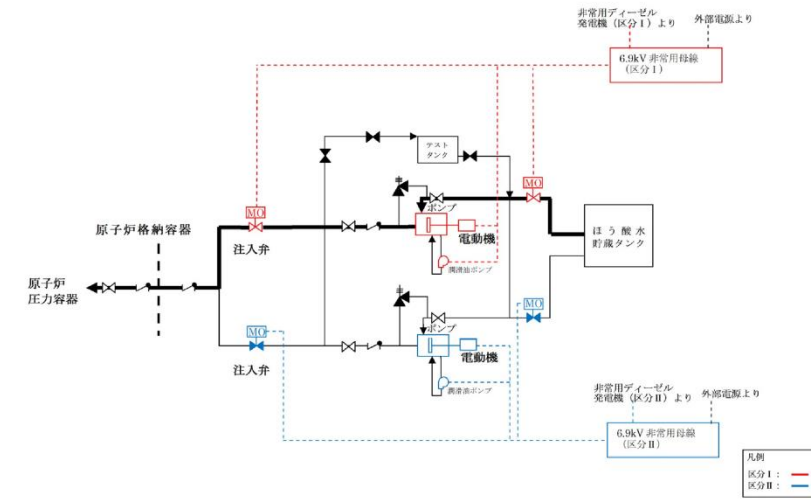 非常用ディーゼル
発電機（区分Ⅰ）より
外部電源より
6.9kV 非常用母線
（区分Ⅰ）
テスト
タンク
MO
MO
ポンプ
電動機
注入弁
潤滑油ポンプ
ほう酸水
貯蔵タンク
原子炉格納容器
原子炉
圧力容器
MO
MO
ポンプ
電動機
注入弁
潤滑油ポンプ
非常用ディーゼル
発電機（区分Ⅱ）より
外部電源より
6.9kV 非常用母線
（区分Ⅱ）
凡例
区分Ⅰ：
区分Ⅱ：